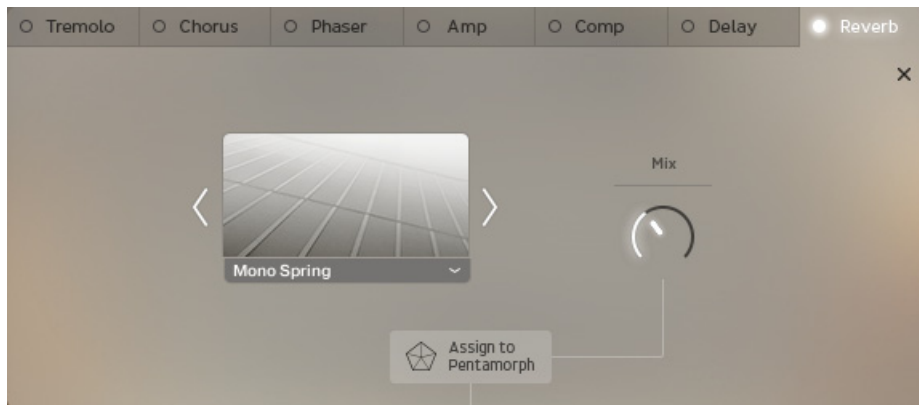 Tremolo Chorus Phaser Amp Comp Delay Reverb
Mix
Mono Spring
Assign to
Pentamorph